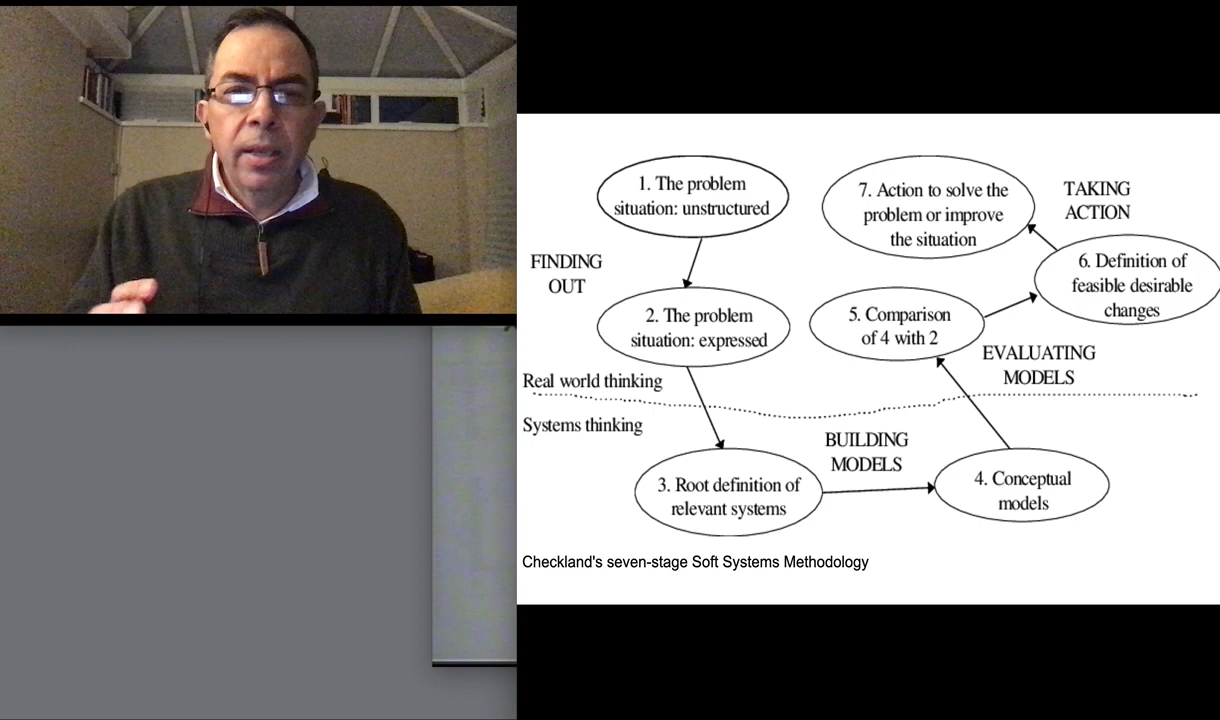 1. The problem
situation: unstructured
FINDING
OUT
2. The problem
situation: expressed
Real world thinking
Systems thinking
3. Root definition of
relevant systems
BUILDING
MODELS
4. Conceptual
models
5. Comparison
of 4 with 2
EVALUATING
MODELS
6. Definition of
feasible desirable
changes
TAKING
ACTION
7. Action to solve the
problem or improve
the situation
Checkland's seven-stage Soft Systems Methodology